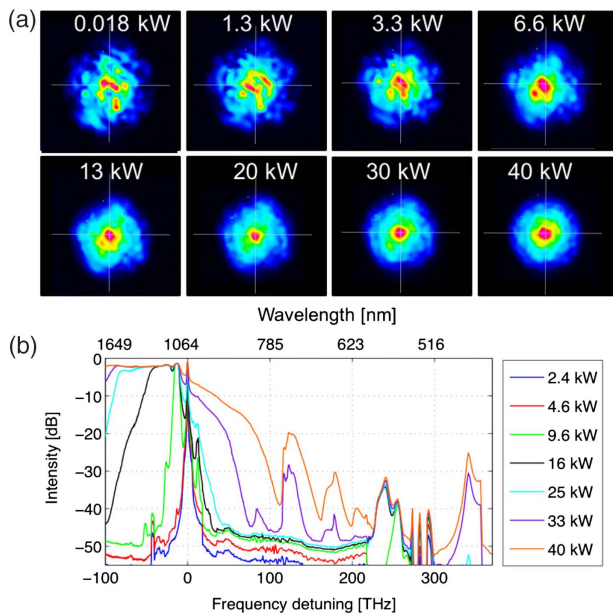 (a)
0.018 kW 1.3 kW 3.3 kW 6.6 kW
13 kW 20 kW 30 kW 40 kW
Wavelength [nm]
(b)
1649 1064 785 623 516
0
−10
−20
−30
−40
−50
Intensity [dB]
−100 0 100 200 300
Frequency detuning [THz]
2.4 kW
4.6 kW
9.6 kW
16 kW
25 kW
33 kW
40 kW